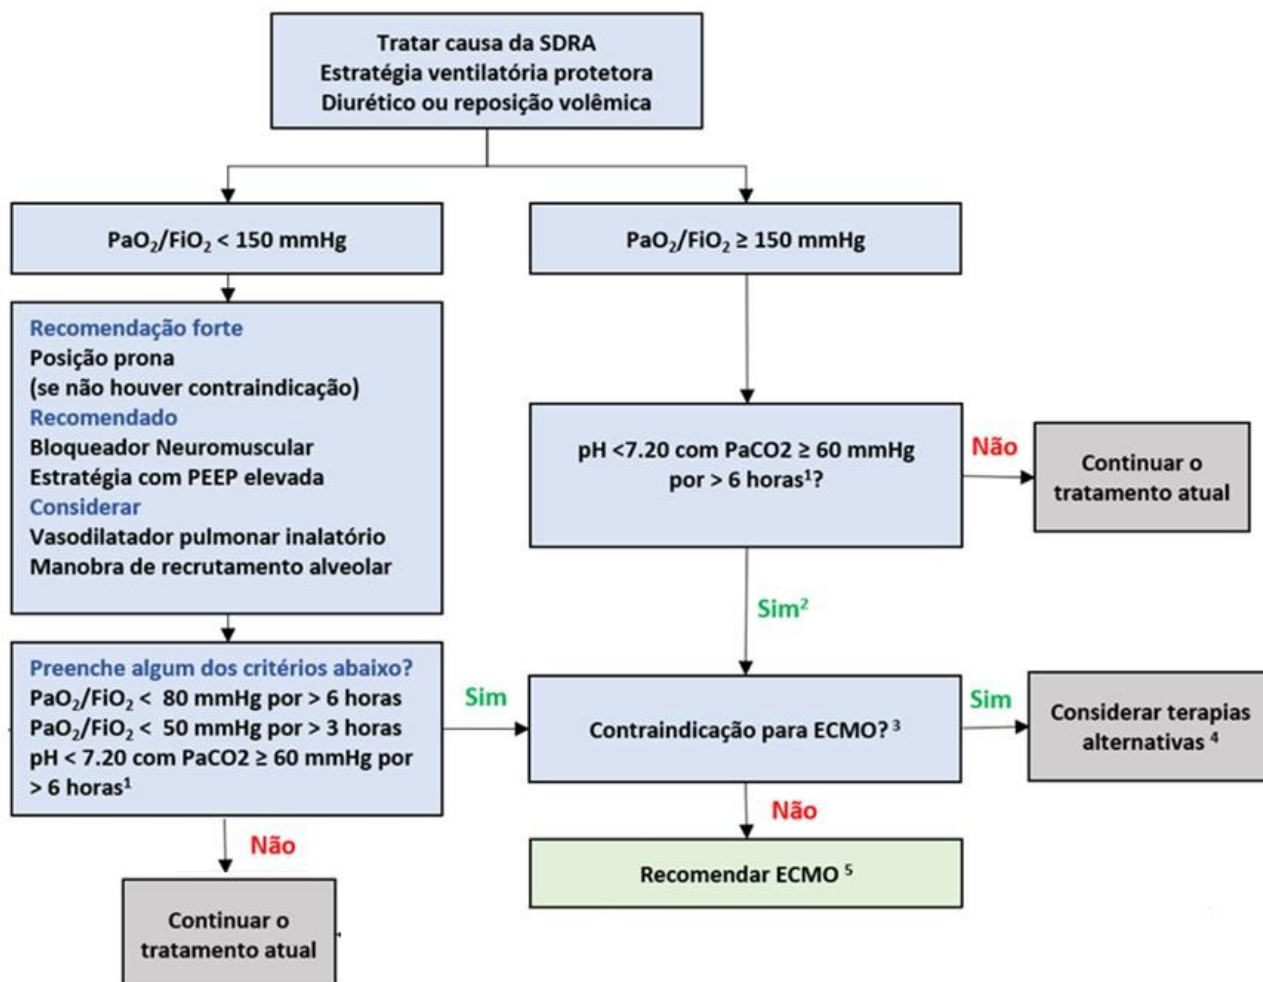 Tratar causa da SDRA
Estratégia ventilatória protetora
Diurético ou reposição volêmica
PaO₂/FiO₂ < 150 mmHg
PaO₂/FiO₂ ≥ 150 mmHg
Recomendação forte
Posição prona
(se não houver contraindicação)
Recomendado
Bloqueador Neuromuscular
Estratégia com PEEP elevada
Considerar
Vasodilatador pulmonar inalatório
Manobra de recrutamento alveolar
pH <7.20 com PaCO2 ≥ 60 mmHg
por > 6 horas¹?
Não
Continuar o
tratamento atual
Sim²
Preenche algum dos critérios abaixo?
PaO₂/FiO₂ < 80 mmHg por > 6 horas
PaO₂/FiO₂ < 50 mmHg por > 3 horas
pH < 7.20 com PaCO2 ≥ 60 mmHg por
> 6 horas¹
Sim
Contraindicação para ECMO? ³
Sim
Considerar terapias
alternativas ⁴
Não
Continuar o
tratamento atual
Não
Recomendar ECMO ⁵